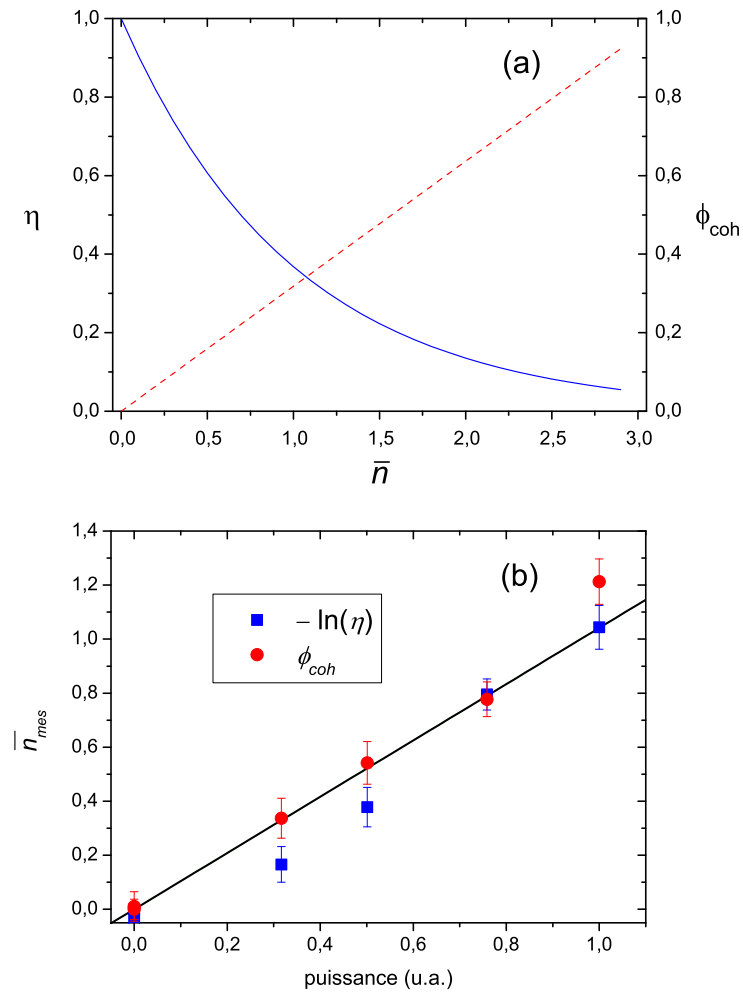 (a)
η
1,0
0,8
0,6
0,4
0,2
0,0
1,0
0,8
0,6
0,4
0,2
0,0
ϕcoh
0,0 0,5 1,0 1,5 2,0 2,5 3,0
n̅
(b)
− ln(η)
ϕcoh
n̅mes
1,4
1,2
1,0
0,8
0,6
0,4
0,2
0,0
0,0 0,2 0,4 0,6 0,8 1,0
puissance (u.a.)